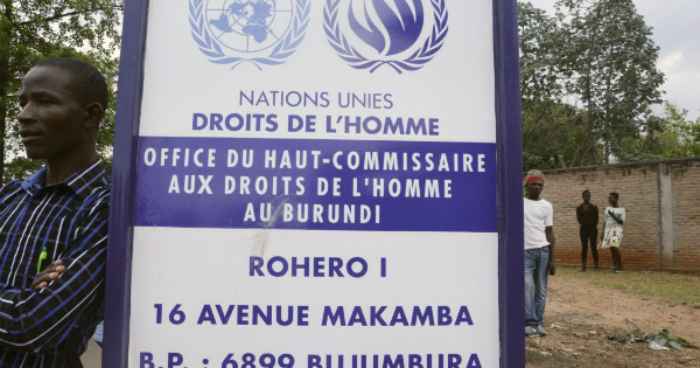 NATIONS UNIES
DROITS DE L'HOMME
OFFICE DU HAUT-COMMISSAIRE
AUX DROITS DE L'HOMME
AU BURUNDI
ROHERO I
16 AVENUE MAKAMBA
B.P. : 6899 BUJUMBURA